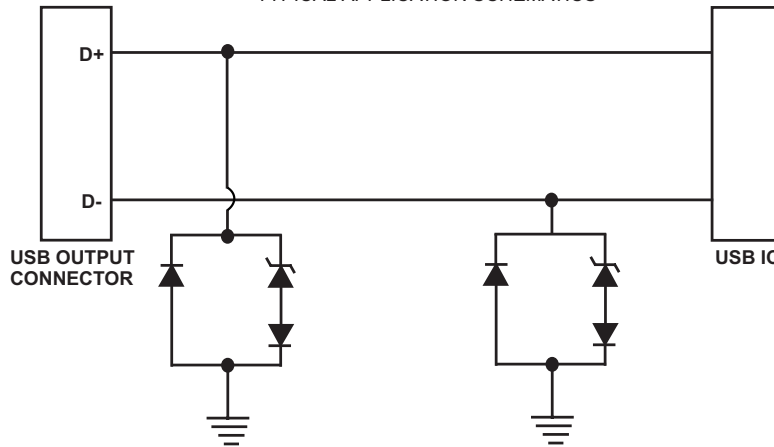 TYPICAL APPLICATION SCHEMATICS
D+
D-
USB OUTPUT
CONNECTOR
USB IC